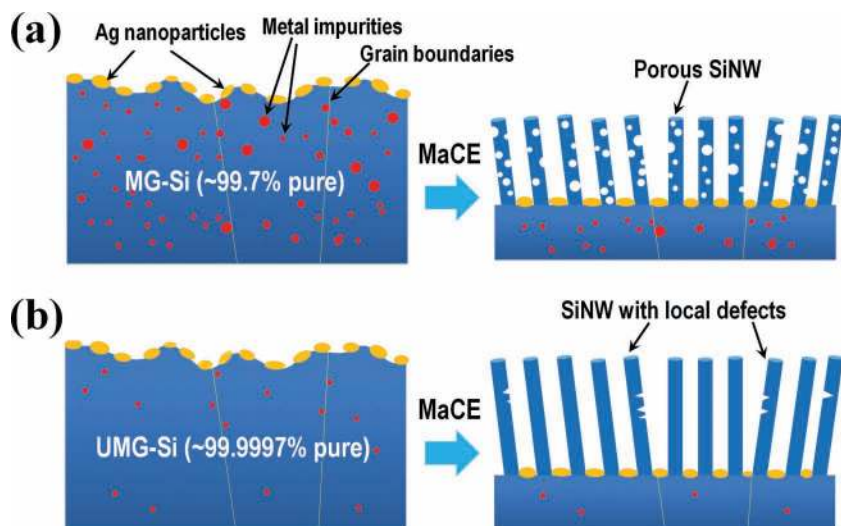 (a)
Ag nanoparticles
Metal impurities
Grain boundaries
Porous SiNW
MG-Si (~99.7% pure)
MaCE
(b)
SiNW with local defects
UMG-Si (~99.9997% pure)
MaCE